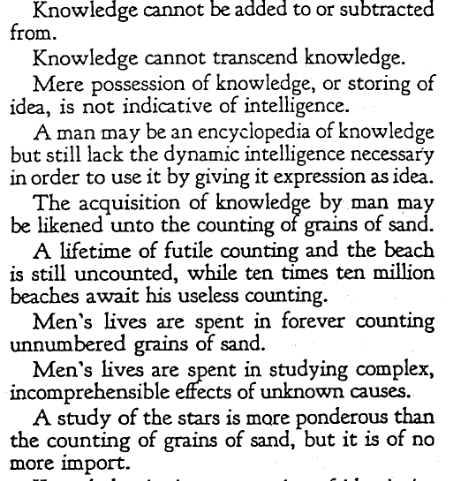 Knowledge cannot be added to or subtracted
from.
Knowledge cannot transcend knowledge.
Mere possession of knowledge, or storing of
idea, is not indicative of intelligence.
A man may be an encyclopedia of knowledge
but still lack the dynamic intelligence necessary
in order to use it by giving it expression as idea.
The acquisition of knowledge by man may
be likened unto the counting of grains of sand.
A lifetime of futile counting and the beach
is still uncounted, while ten times ten million
beaches await his useless counting.
Men's lives are spent in forever counting
unnumbered grains of sand.
Men's lives are spent in studying complex,
incomprehensible effects of unknown causes.
A study of the stars is more ponderous than
the counting of grains of sand, but it is of no
more import.